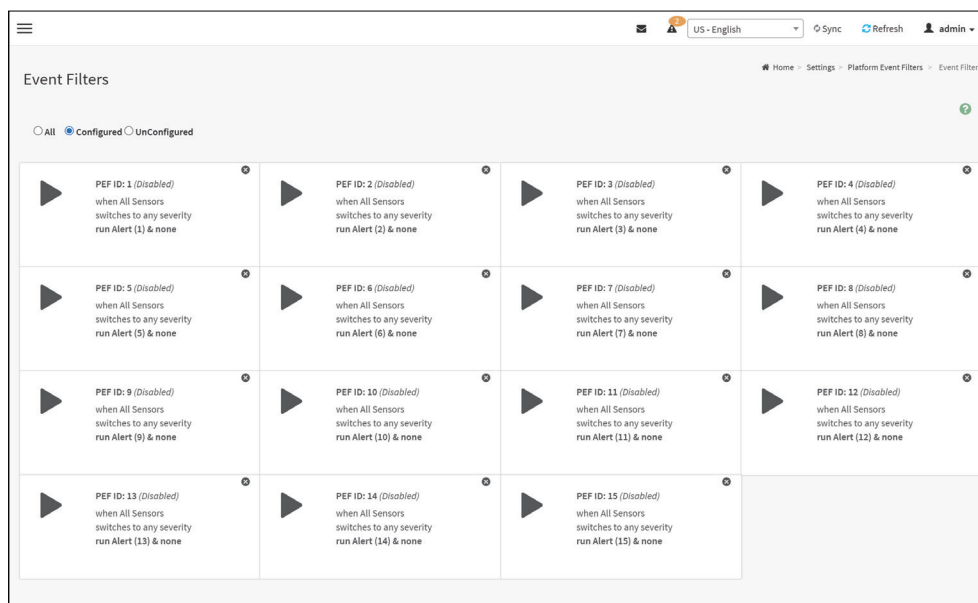 2
US - English
Sync
Refresh
admin
Home > Settings > Platform Event Filters > Event Filter
Event Filters
All Configured UnConfigured
PEF ID: 1 (Disabled)
when All Sensors
switches to any severity
run Alert (1) & none
PEF ID: 2 (Disabled)
when All Sensors
switches to any severity
run Alert (2) & none
PEF ID: 3 (Disabled)
when All Sensors
switches to any severity
run Alert (3) & none
PEF ID: 4 (Disabled)
when All Sensors
switches to any severity
run Alert (4) & none
PEF ID: 5 (Disabled)
when All Sensors
switches to any severity
run Alert (5) & none
PEF ID: 6 (Disabled)
when All Sensors
switches to any severity
run Alert (6) & none
PEF ID: 7 (Disabled)
when All Sensors
switches to any severity
run Alert (7) & none
PEF ID: 8 (Disabled)
when All Sensors
switches to any severity
run Alert (8) & none
PEF ID: 9 (Disabled)
when All Sensors
switches to any severity
run Alert (9) & none
PEF ID: 10 (Disabled)
when All Sensors
switches to any severity
run Alert (10) & none
PEF ID: 11 (Disabled)
when All Sensors
switches to any severity
run Alert (11) & none
PEF ID: 12 (Disabled)
when All Sensors
switches to any severity
run Alert (12) & none
PEF ID: 13 (Disabled)
when All Sensors
switches to any severity
run Alert (13) & none
PEF ID: 14 (Disabled)
when All Sensors
switches to any severity
run Alert (14) & none
PEF ID: 15 (Disabled)
when All Sensors
switches to any severity
run Alert (15) & none